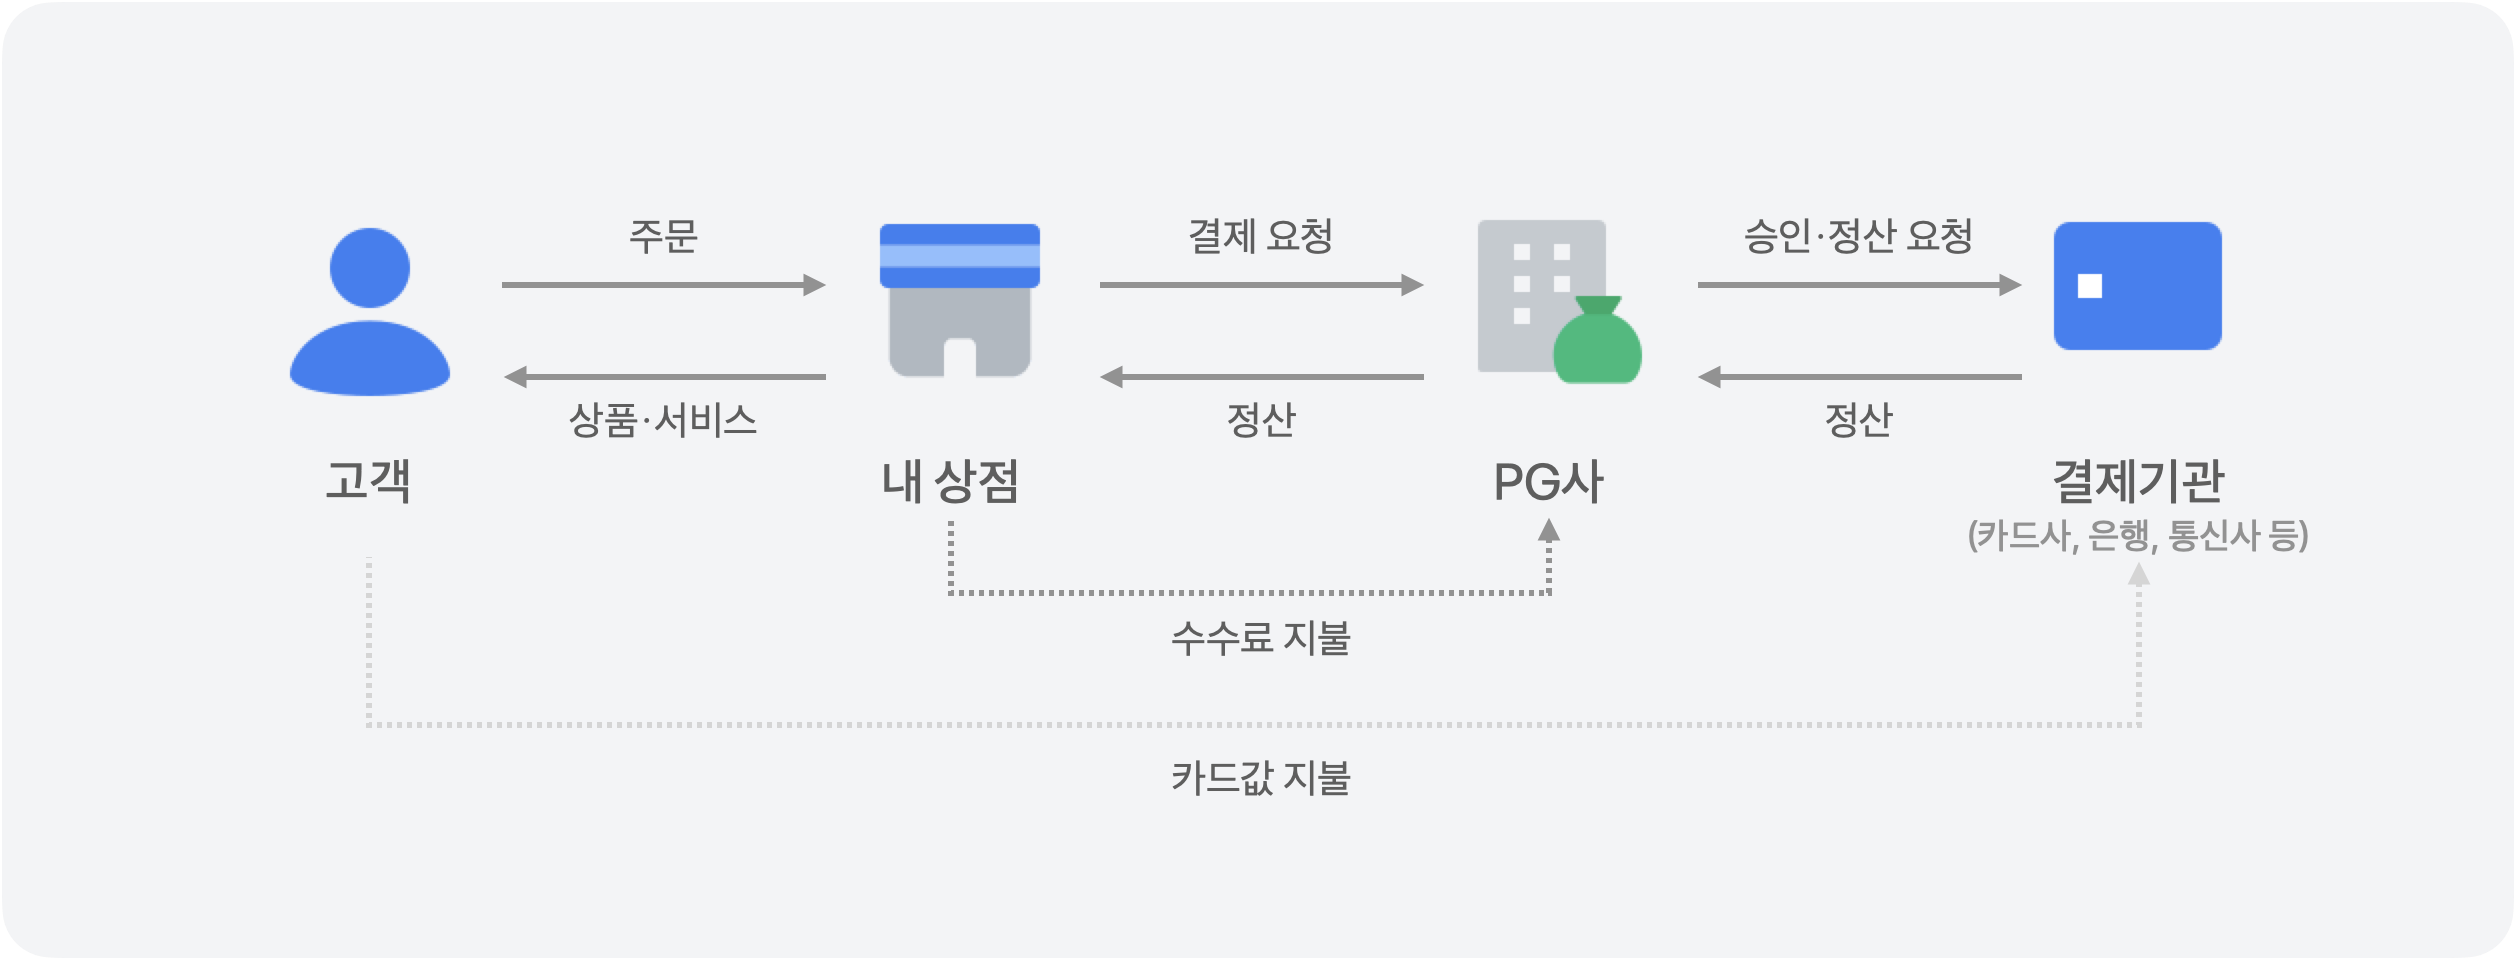 주문
결제 요청
승인·정산 요청
상품·서비스
정산
정산
고객
내 상점
PG사
결제기관
(카드사, 은행, 통신사 등)
수수료 지불
카드값 지불